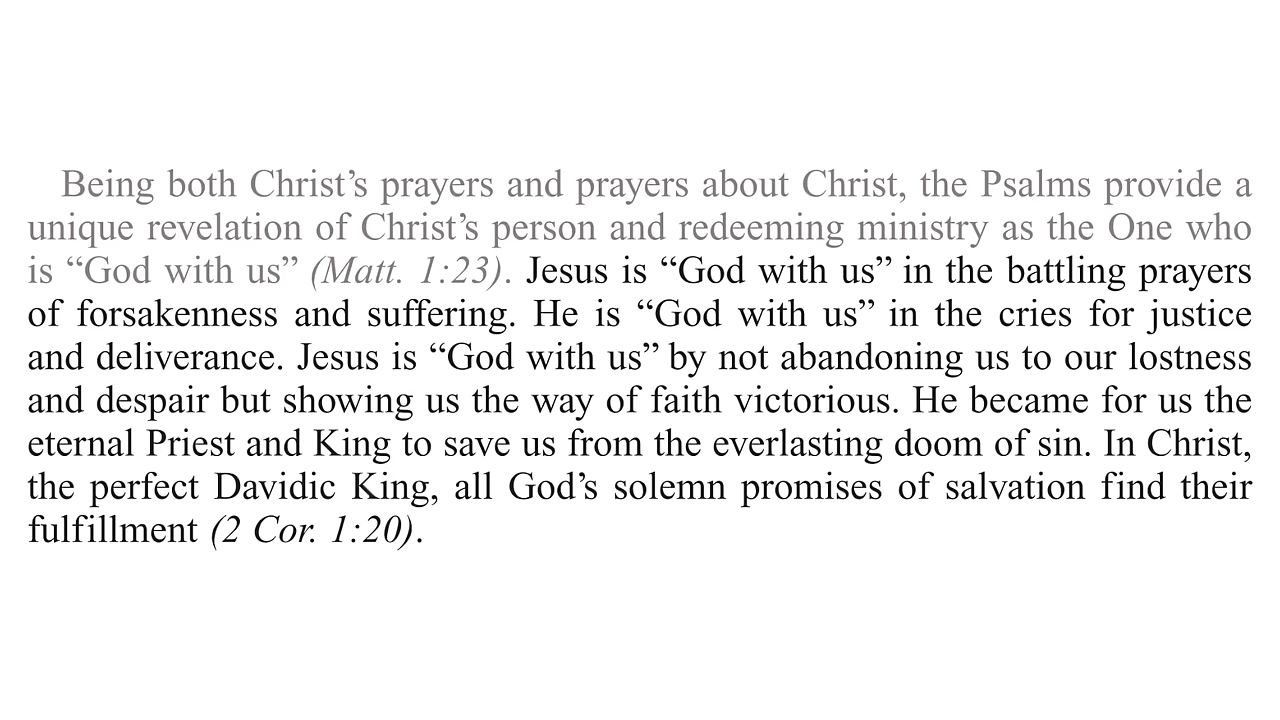 Being both Christ’s prayers and prayers about Christ, the Psalms provide a
unique revelation of Christ’s person and redeeming ministry as the One who
is “God with us” (Matt. 1:23). Jesus is “God with us” in the battling prayers
of forsakenness and suffering. He is “God with us” in the cries for justice
and deliverance. Jesus is “God with us” by not abandoning us to our lostness
and despair but showing us the way of faith victorious. He became for us the
eternal Priest and King to save us from the everlasting doom of sin. In Christ,
the perfect Davidic King, all God’s solemn promises of salvation find their
fulfillment (2 Cor. 1:20).